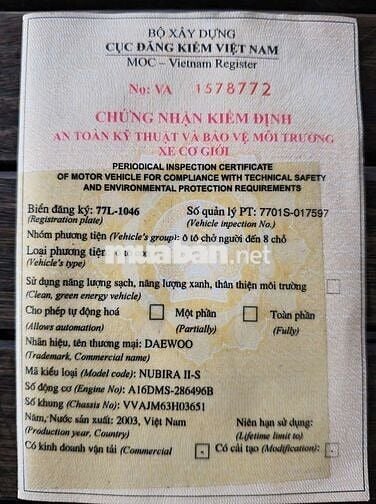 BỘ XÂY DỰNG
CỤC ĐĂNG KIỂM VIỆT NAM
MOC – Vietnam Register
No: VA 1578772
CHỨNG NHẬN KIỂM ĐỊNH
AN TOÀN KỸ THUẬT VÀ BẢO VỆ MÔI TRƯỜNG
XE CƠ GIỚI
PERIODICAL INSPECTION CERTIFICATE
OF MOTOR VEHICLE FOR COMPLIANCE WITH TECHNICAL SAFETY
AND ENVIRONMENTAL PROTECTION REQUIREMENTS
Biển đăng ký: 77L-1046 Số quản lý PT: 7701S-017597
(Registration plate) (Vehicle inpection No.)
Nhóm phương tiện (Vehicle's group): ô tô chở người đến 8 chỗ
Loại phương tiện
(Vehicle's type)
muaban.net
Sử dụng năng lượng sạch, năng lượng xanh, thân thiện môi trường
(Clean, green energy vehicle)
Cho phép tự động hoá Một phần Toàn phần
(Allows automation) (Partially) (Fully)
Nhãn hiệu, tên thương mại: DAEWOO
(Trademark, Commercial name)
Mã kiểu loại (Model code): NUBIRA II-S
Số động cơ (Engine No): A16DMS-286496B
Số khung (Chassis No): VVAJM63H03651
Năm, Nước sản xuất: 2003, Việt Nam Niên hạn sử dụng:
(Production year, Country) (Lifetime limit to)
Có kinh doanh vận tải (Commercial Có cải tạo (Modification):